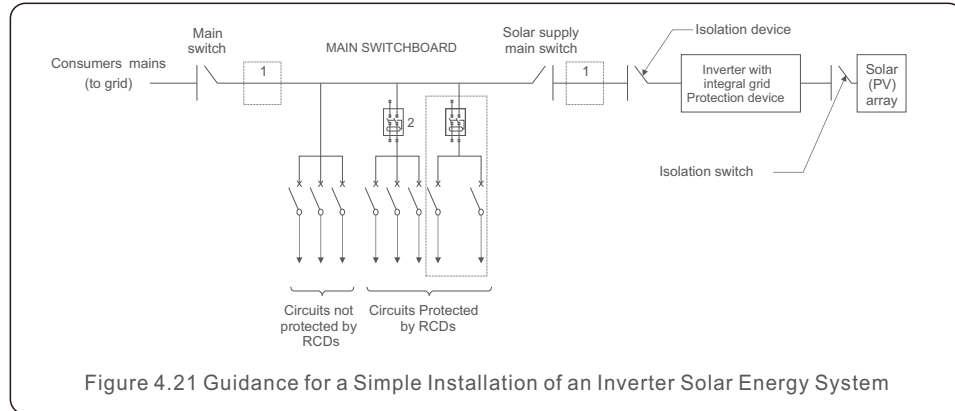 Main
switch
Consumers mains
(to grid)
1
MAIN SWITCHBOARD
Solar supply
main switch
1
Isolation device
Inverter with
integral grid
Protection device
Solar
(PV)
array
2
Isolation switch
Circuits not
protected by
RCDs
Circuits Protected
by RCDs
Figure 4.21 Guidance for a Simple Installation of an Inverter Solar Energy System